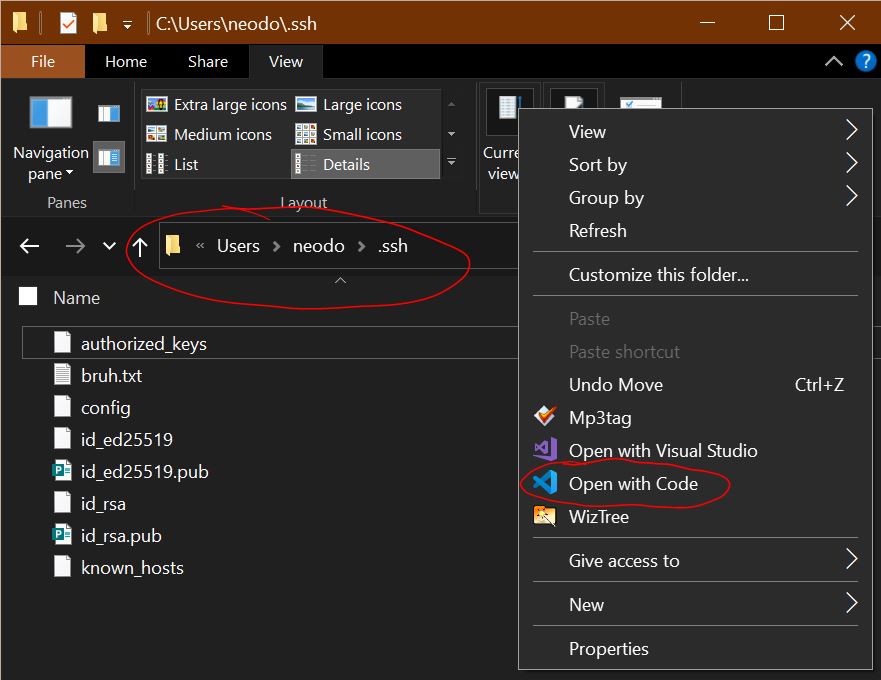 C:\Users\neodo\.ssh
File Home Share View
Extra large icons Large icons
Medium icons Small icons
List Details
Navigation
pane
Curre
view
Panes Layout
« Users > neodo > .ssh
Name
authorized_keys
bruh.txt
config
id_ed25519
id_ed25519.pub
id_rsa
id_rsa.pub
known_hosts
View
Sort by
Group by
Refresh
Customize this folder...
Paste
Paste shortcut
Undo Move Ctrl+Z
Mp3tag
Open with Visual Studio
Open with Code
WizTree
Give access to
New
Properties